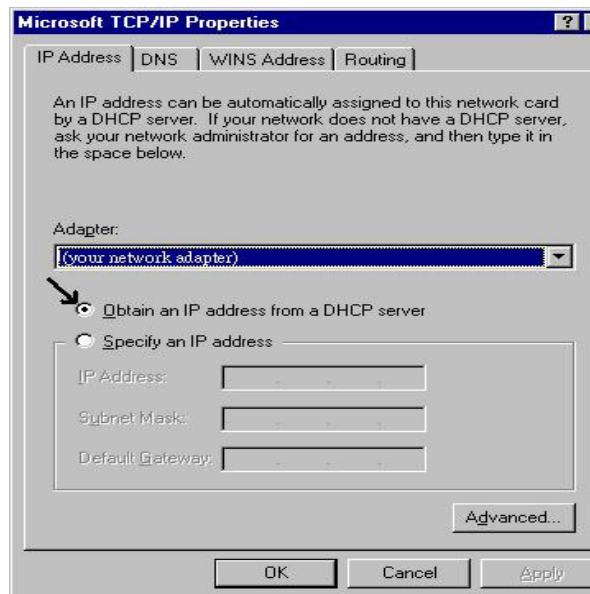 Microsoft TCP/IP Properties
?
IP Address DNS WINS Address Routing
An IP address can be automatically assigned to this network card
by a DHCP server. If your network does not have a DHCP server,
ask your network administrator for an address, and then type it in
the space below.
Adapter:
(your network adapter)
Obtain an IP address from a DHCP server
Specify an IP address
IP Address:
Subnet Mask:
Default Gateway:
Advanced...
OK Cancel Apply